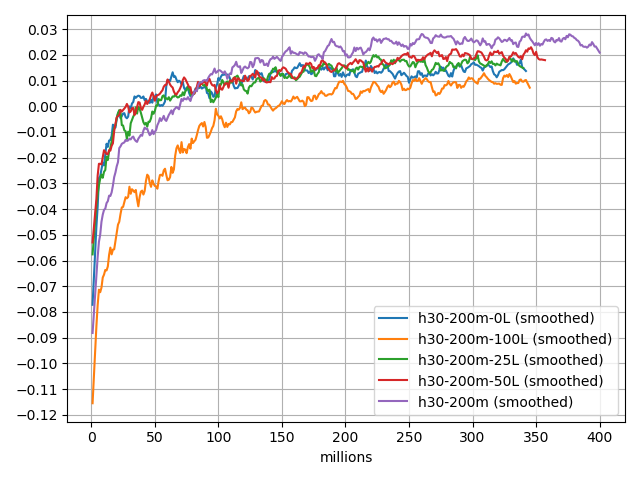 0.03
0.02
0.01
0.00
−0.01
−0.02
−0.03
−0.04
−0.05
−0.06
−0.07
−0.08
−0.09
−0.10
−0.11
−0.12
h30-200m-0L (smoothed)
h30-200m-100L (smoothed)
h30-200m-25L (smoothed)
h30-200m-50L (smoothed)
h30-200m (smoothed)
0 50 100 150 200 250 300 350 400
millions